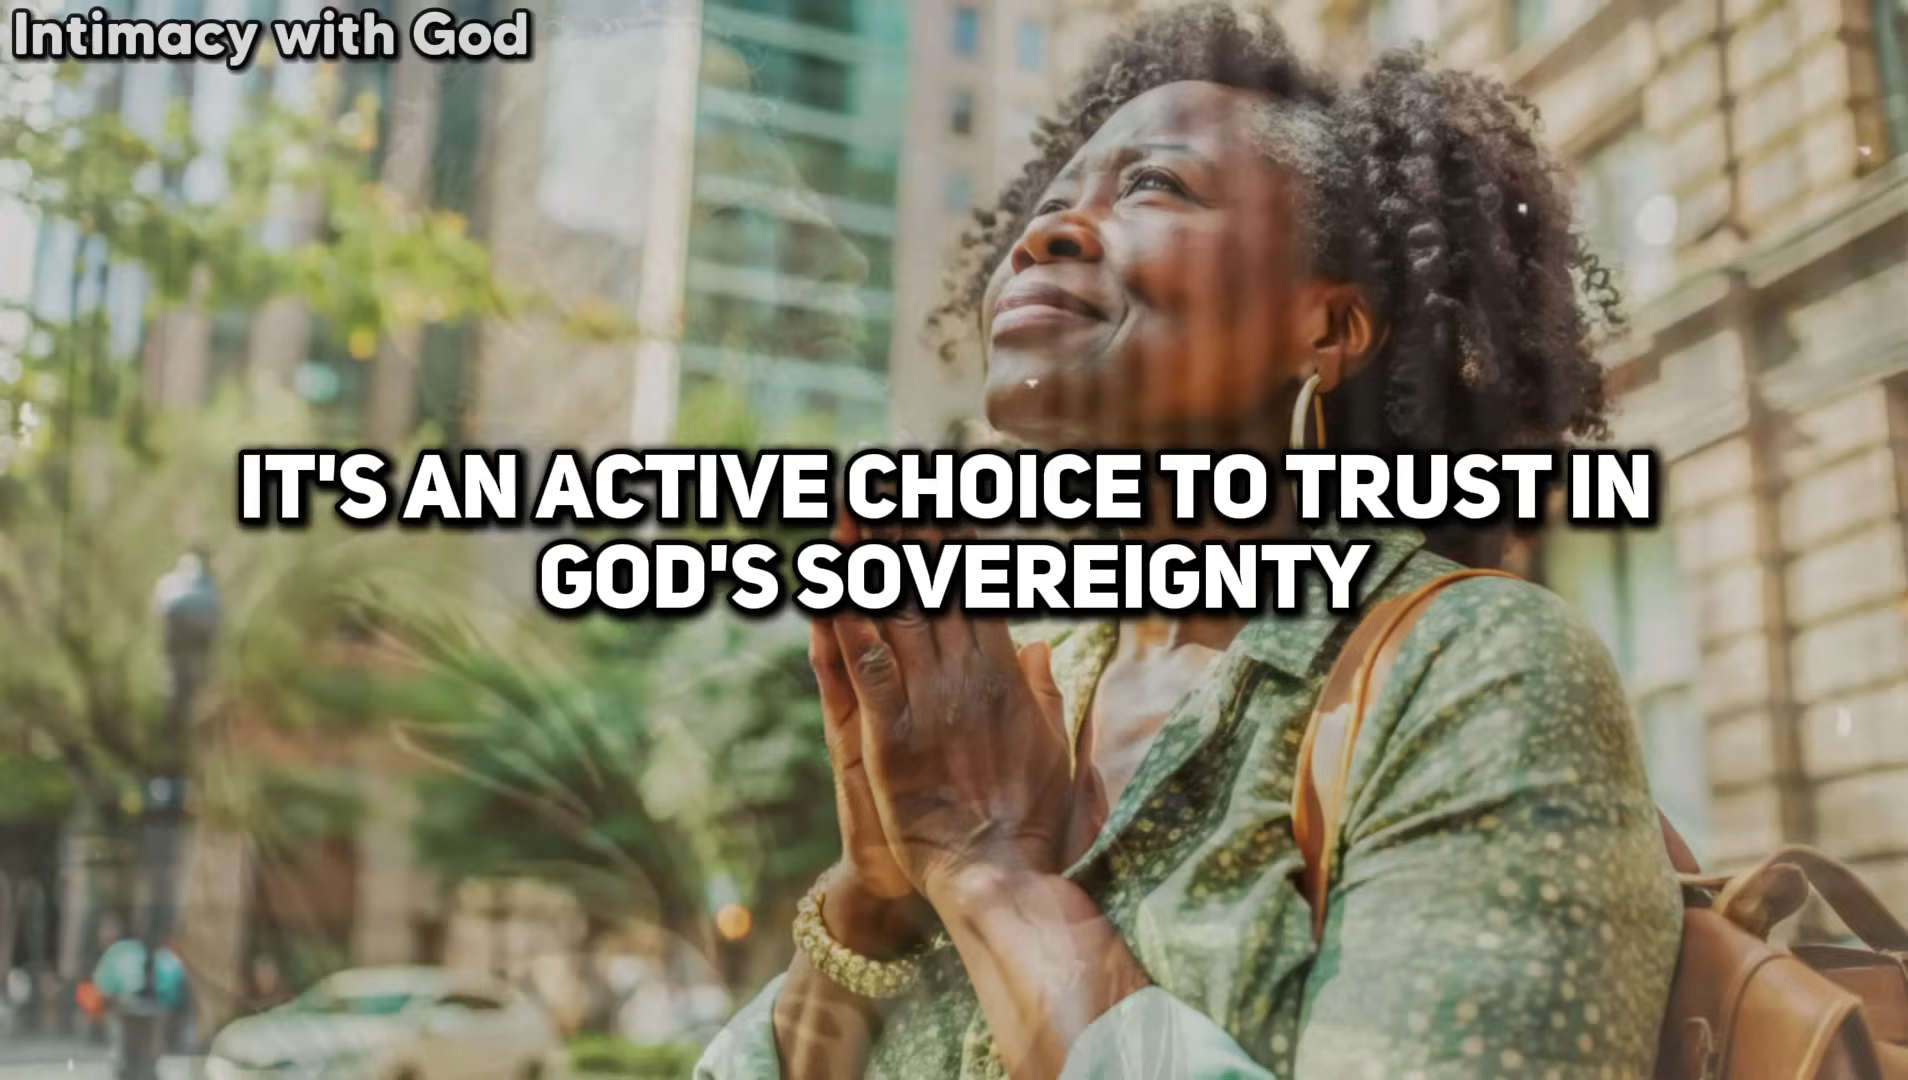 Intimacy with God
IT'S AN ACTIVE CHOICE TO TRUST IN
GOD'S SOVEREIGNTY